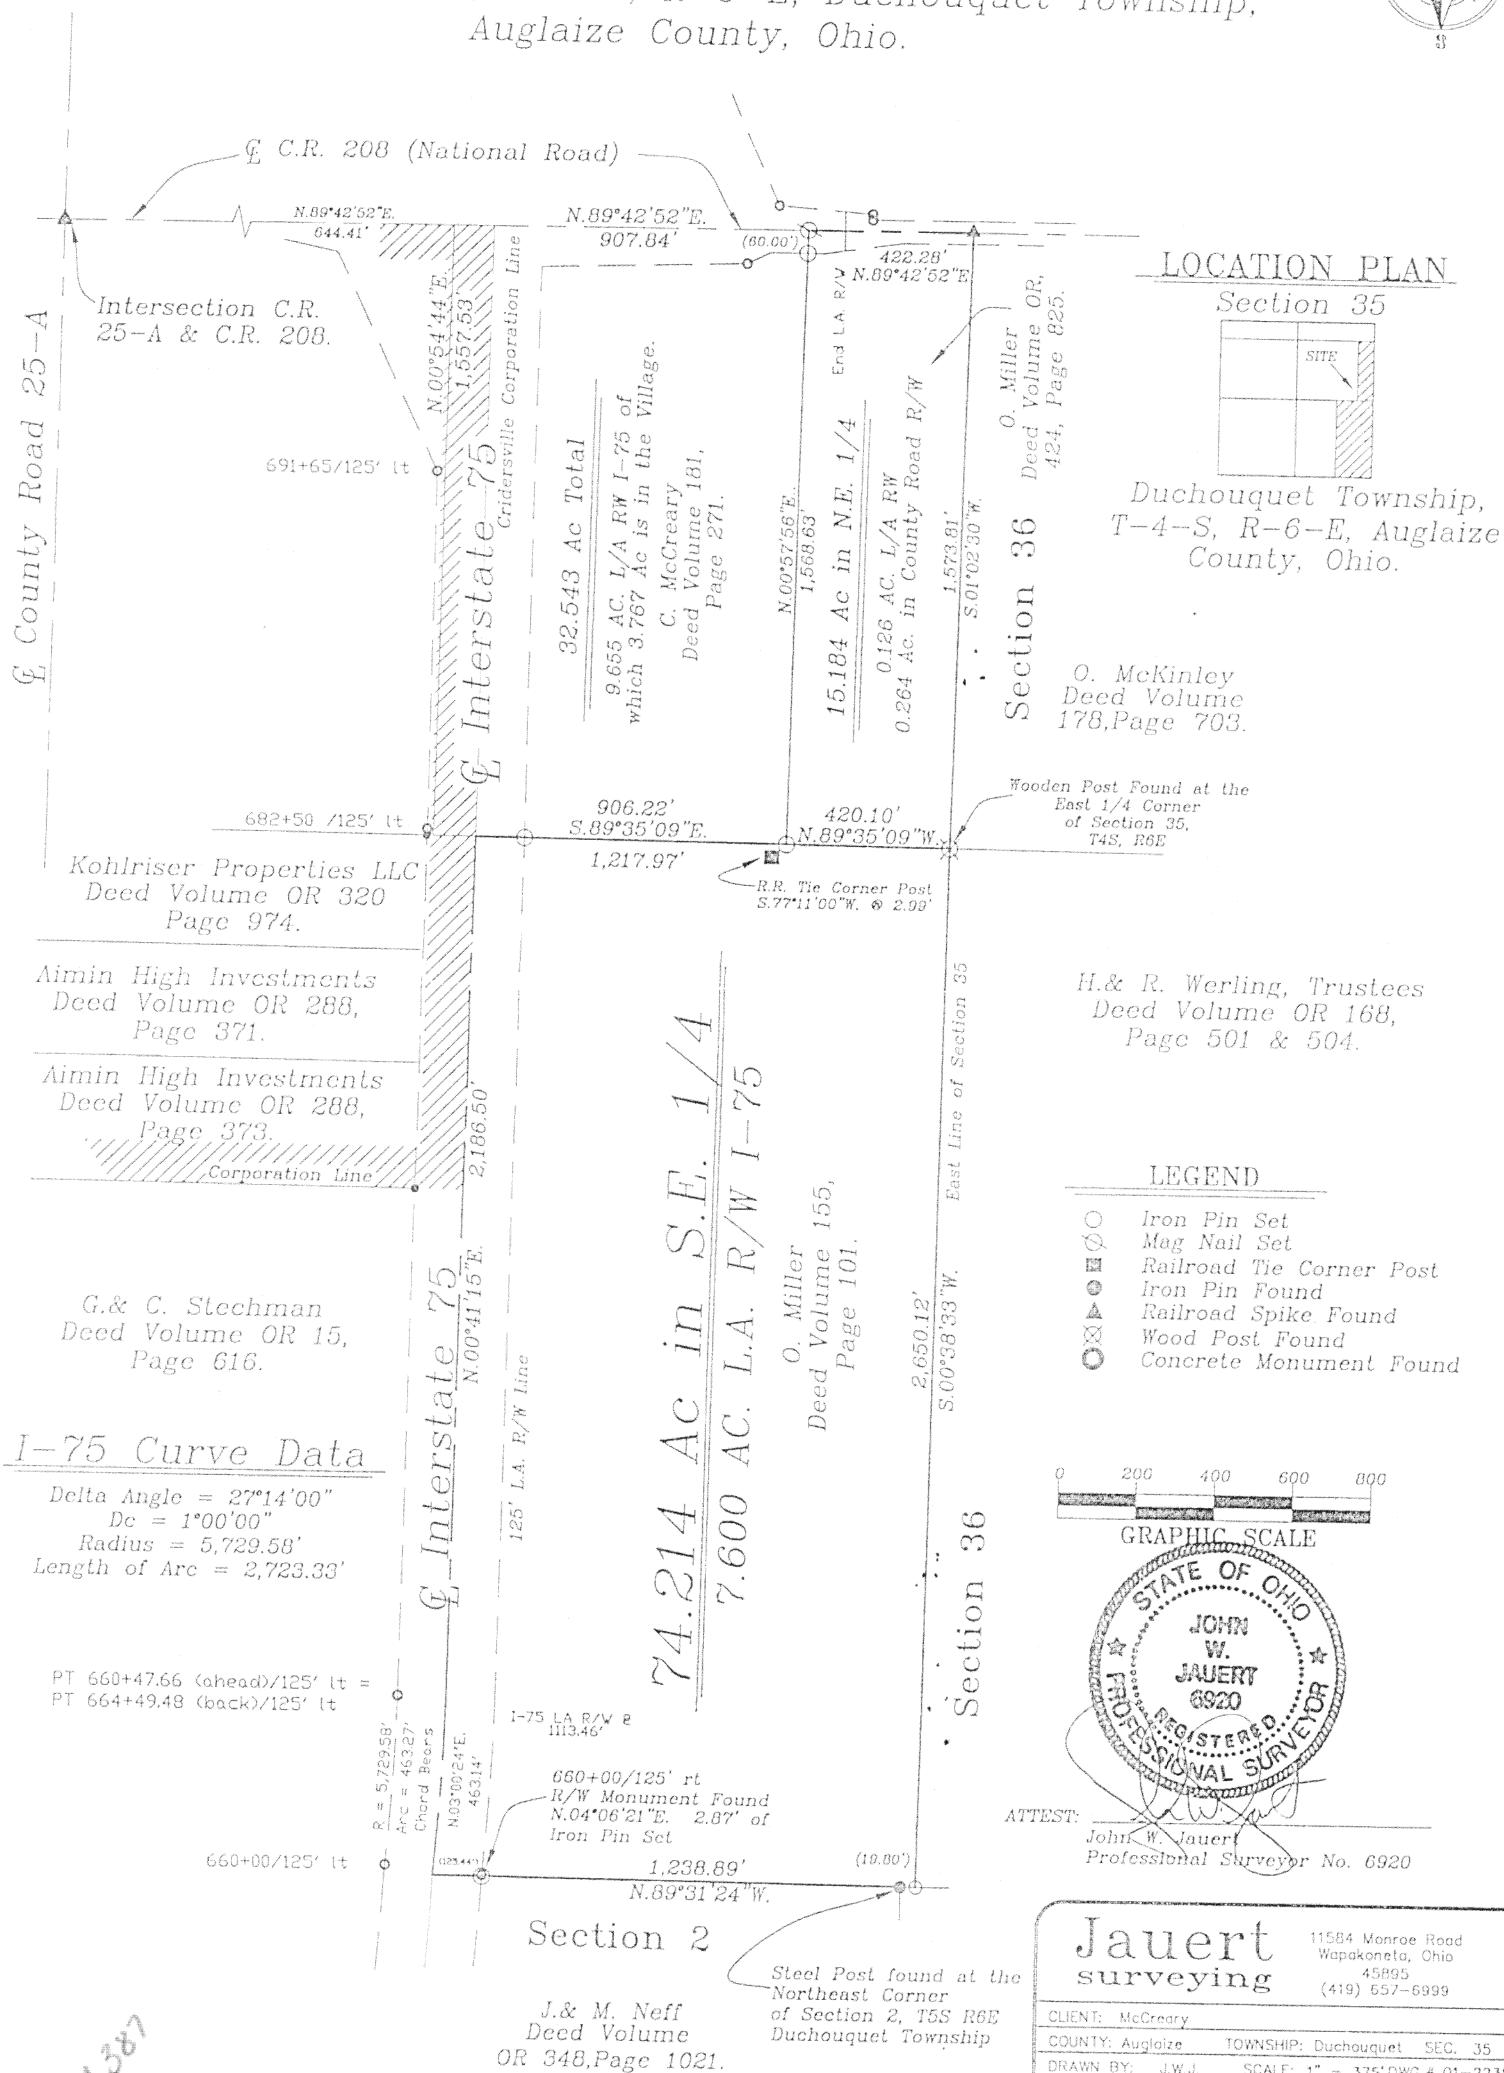 Auglaize County, Ohio.
S
℄ C.R. 208 (National Road)
N.89°42'52"E.
644.41'
N.89°42'52"E.
907.84'
(60.00')
422.28'
N.89°42'52"E
Intersection C.R.
25-A & C.R. 208.
℄ County Road 25-A
N.00°54'44"E.
1,557.53'
Cridersville Corporation Line
℄ Interstate 75
691+65/125' lt
32.543 Ac Total
9.655 AC. L/A RW I-75 of
which 3.767 Ac is in the Village.
C. McCreary
Deed Volume 181,
Page 271.
N.00°57'56"E.
1,568.63'
End LA. R/W
15.184 Ac in N.E. 1/4
0.126 AC. L/A RW
0.264 Ac. in County Road R/W
1,573.81'
S.01°02'30"W.
O. Miller
Deed Volume OR,
424, Page 825.
Section 36
LOCATION PLAN
Section 35
SITE
Duchouquet Township,
T-4-S, R-6-E, Auglaize
County, Ohio.
O. McKinley
Deed Volume
178,Page 703.
682+50 /125' lt
906.22'
S.89°35'09"E.
1,217.97'
420.10'
N.89°35'09"W.
Wooden Post Found at the
East 1/4 Corner
of Section 35,
T4S, R6E
R.R. Tie Corner Post
S.77°11'00"W. @ 2.99'
Kohlriser Properties LLC
Deed Volume OR 320
Page 974.
Aimin High Investments
Deed Volume OR 288,
Page 371.
Aimin High Investments
Deed Volume OR 288,
Page 373.
Corporation Line
2,186.50'
N.00°41'15"E.
℄ Interstate 75
125' L.A. R/W Line
74.214 Ac in S.E. 1/4
7.600 AC. L.A. R/W I-75
O. Miller
Deed Volume 155,
Page 101.
East Line of Section 35
2,650.12'
S.00°38'33"W.
Section 36
H.& R. Werling, Trustees
Deed Volume OR 168,
Page 501 & 504.
G.& C. Stechman
Deed Volume OR 15,
Page 616.
LEGEND
Iron Pin Set
Mag Nail Set
Railroad Tie Corner Post
Iron Pin Found
Railroad Spike Found
Wood Post Found
Concrete Monument Found
I-75 Curve Data
Delta Angle = 27°14'00"
Dc = 1°00'00"
Radius = 5,729.58'
Length of Arc = 2,723.33'
0 200 400 600 800
GRAPHIC SCALE
STATE OF OHIO
JOHN
W.
JAUERT
6920
REGISTERED
PROFESSIONAL SURVEYOR
PT 660+47.66 (ahead)/125' lt =
PT 664+49.48 (back)/125' lt
R = 5,729.58'
Arc = 463.27'
Chord Bears
N.03°00'24"E.
463.14'
I-75 LA R/W @
1113.46'
660+00/125' rt
R/W Monument Found
N.04°06'21"E. 2.87' of
Iron Pin Set
660+00/125' lt
(125.44')
1,238.89'
N.89°31'24"W.
(19.80')
ATTEST:
John W. Jauert
Professional Surveyor No. 6920
Section 2
J.& M. Neff
Deed Volume
OR 348,Page 1021.
Steel Post found at the
Northeast Corner
of Section 2, T5S R6E
Duchouquet Township
Jauert
surveying
11584 Monroe Road
Wapakoneta, Ohio
45895
(419) 657-6999
CLIENT: McCreary
COUNTY: Auglaize TOWNSHIP: Duchouquet SEC. 35
DRAWN BY: J.W.J. SCALE: 1" = 375' DWG #
387